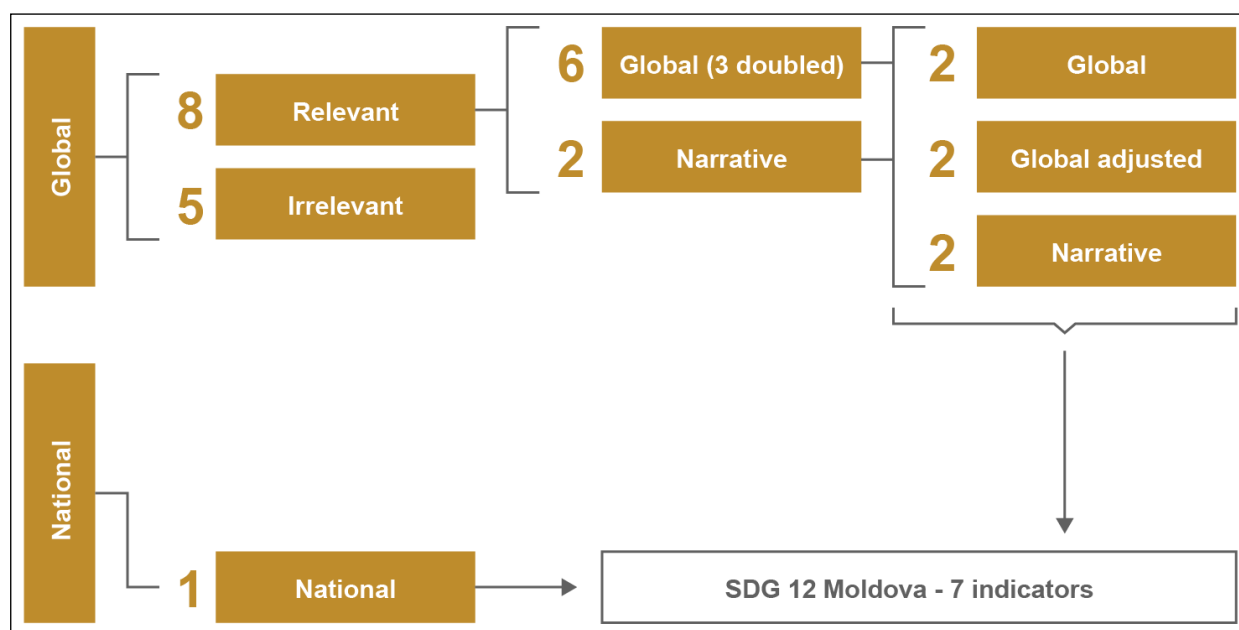 Global
8 Relevant
5 Irrelevant
6 Global (3 doubled)
2 Narrative
2 Global
2 Global adjusted
2 Narrative
National
1 National
SDG 12 Moldova - 7 indicators